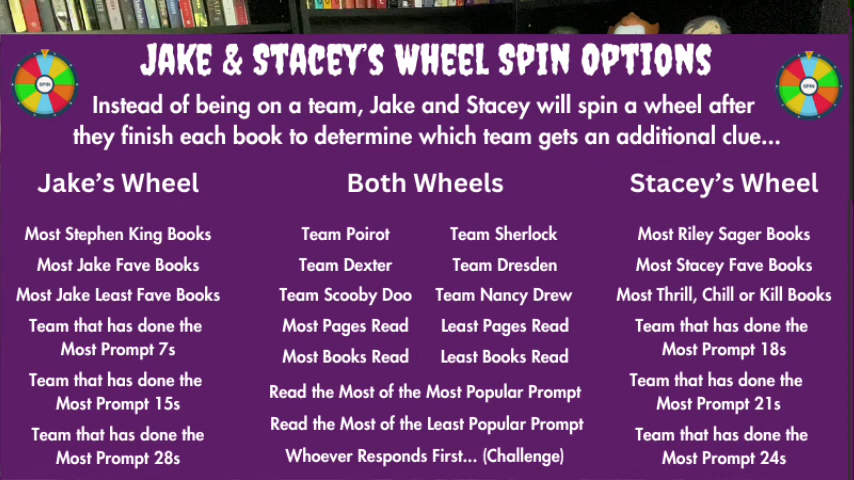 JAKE & STACEY'S WHEEL SPIN OPTIONS
SPIN
SPIN
Instead of being on a team, Jake and Stacey will spin a wheel after
they finish each book to determine which team gets an additional clue...
Jake's Wheel
Most Stephen King Books
Most Jake Fave Books
Most Jake Least Fave Books
Team that has done the
Most Prompt 7s
Team that has done the
Most Prompt 15s
Team that has done the
Most Prompt 28s
Both Wheels
Team Poirot Team Sherlock
Team Dexter Team Dresden
Team Scooby Doo Team Nancy Drew
Most Pages Read Least Pages Read
Most Books Read Least Books Read
Read the Most of the Most Popular Prompt
Read the Most of the Least Popular Prompt
Whoever Responds First... (Challenge)
Stacey's Wheel
Most Riley Sager Books
Most Stacey Fave Books
Most Thrill, Chill or Kill Books
Team that has done the
Most Prompt 18s
Team that has done the
Most Prompt 21s
Team that has done the
Most Prompt 24s